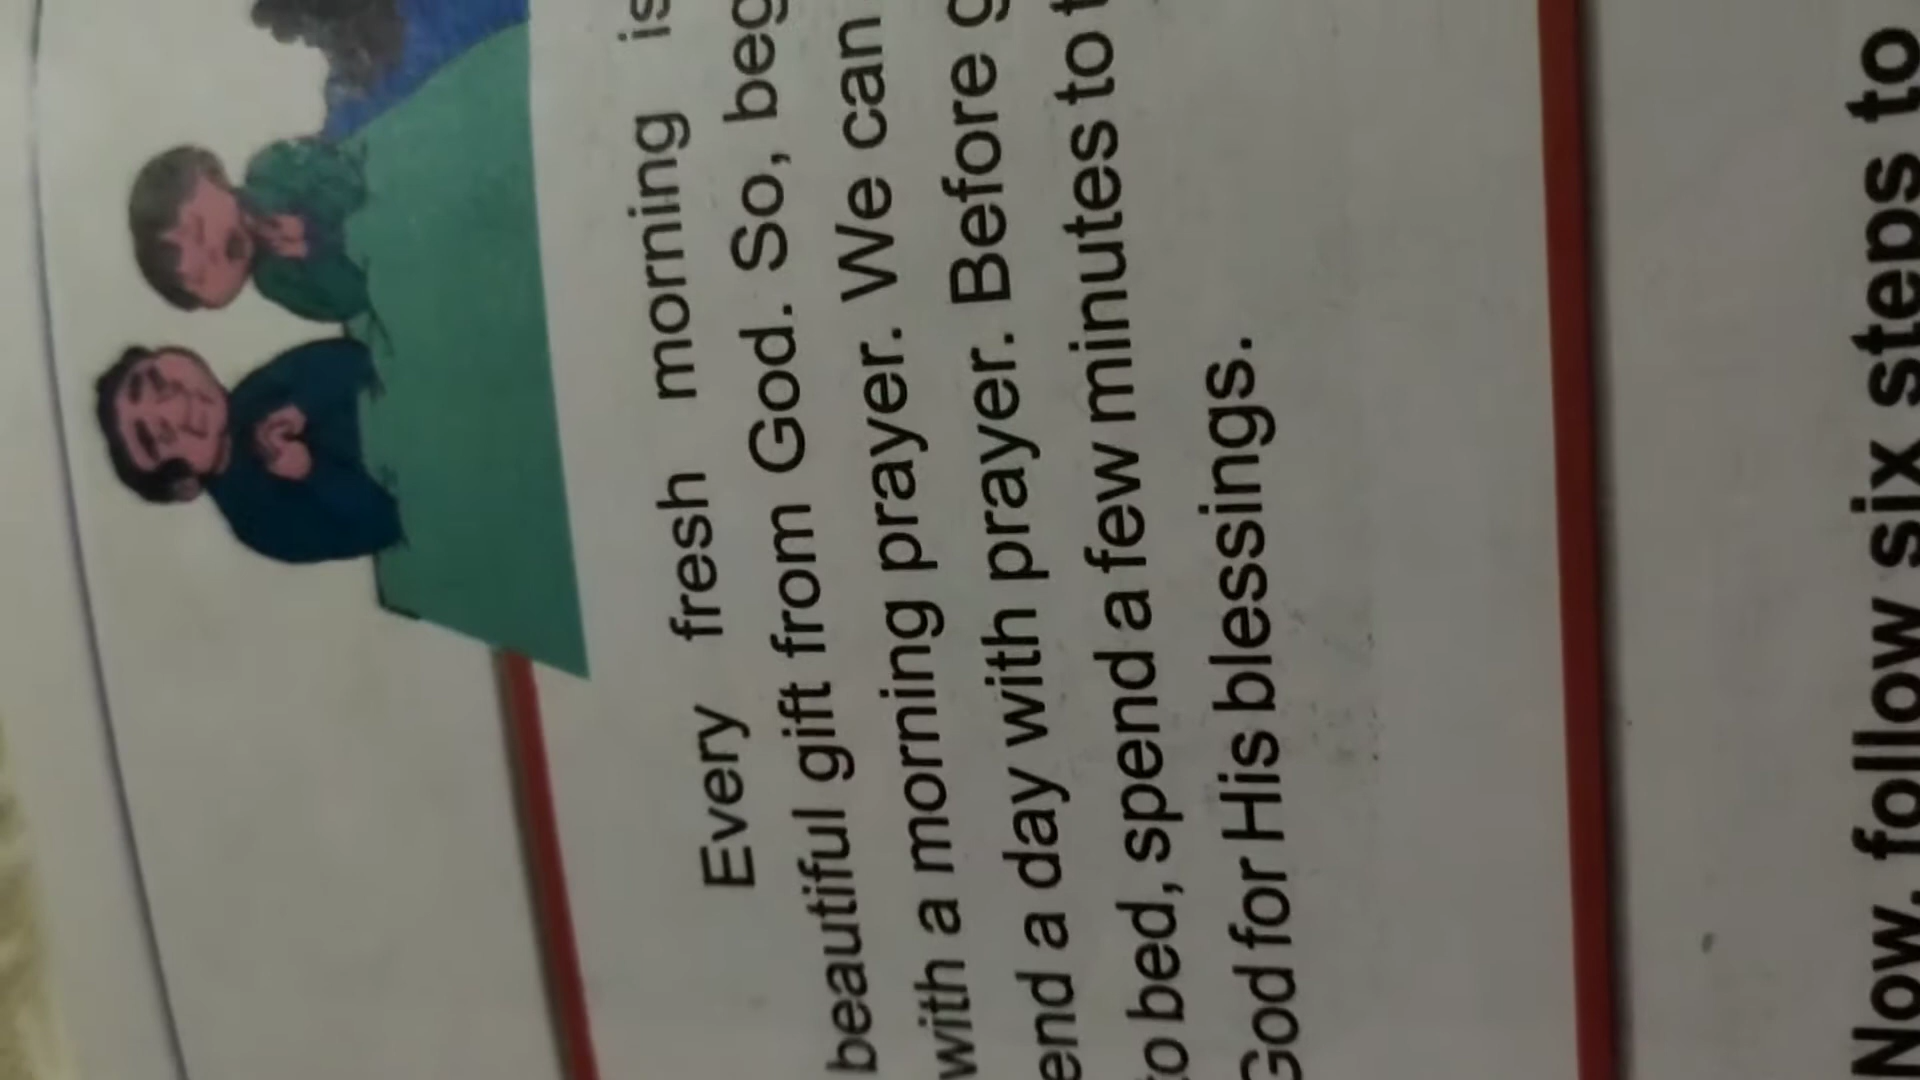 Every fresh morning is
beautiful gift from God. So, beg
with a morning prayer. We can
end a day with prayer. Before g
to bed, spend a few minutes to t
God for His blessings.
Now, follow six steps to